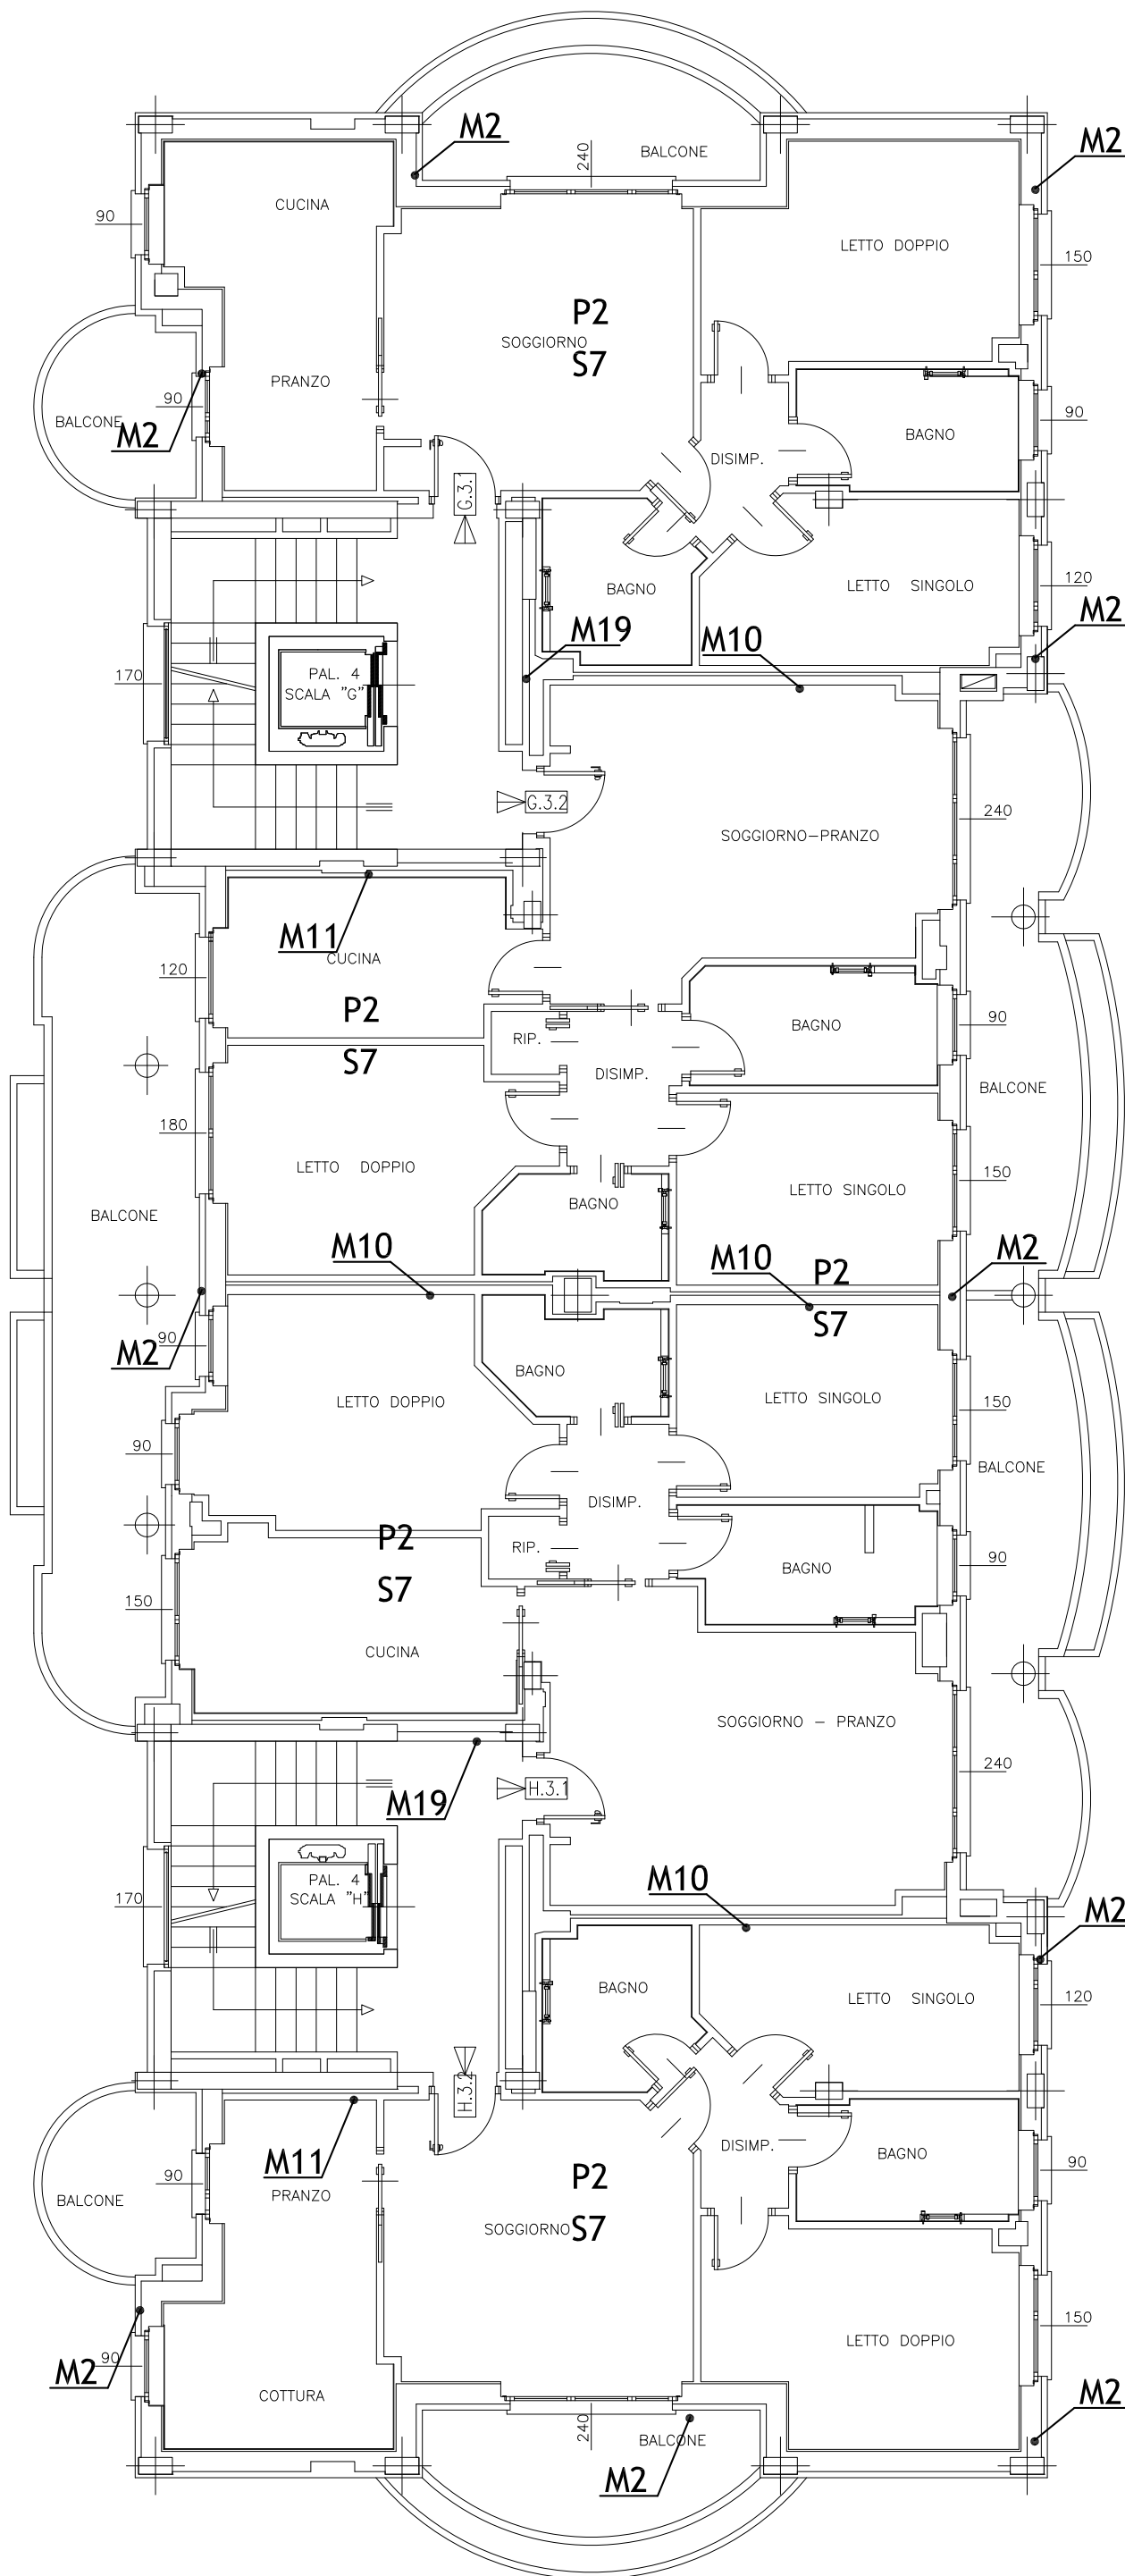 M2
BALCONE
240
M2
CUCINA
90
LETTO DOPPIO
150
P2
SOGGIORNO
S7
PRANZO
90
BALCONE
M2
90
BAGNO
DISIMP.
G.3.1
BAGNO
LETTO SINGOLO
120
M2
M19
M10
170
PAL. 4
SCALA "G"
G.3.2
240
SOGGIORNO-PRANZO
M11
CUCINA
120
P2
BAGNO
90
RIP.
S7
DISIMP.
BALCONE
180
LETTO DOPPIO
BAGNO
LETTO SINGOLO
150
BALCONE
M10
M10
P2
M2
S7
M2
90
BAGNO
LETTO DOPPIO
LETTO SINGOLO
150
90
BALCONE
DISIMP.
P2
RIP.
BAGNO
90
S7
150
CUCINA
SOGGIORNO - PRANZO
240
M19
H.3.1
PAL. 4
SCALA "H"
170
M10
M2
BAGNO
LETTO SINGOLO
120
H.3.2
M11
DISIMP.
BAGNO
90
90
P2
PRANZO
BALCONE
SOGGIORNO
S7
150
LETTO DOPPIO
M2
90
COTTURA
M2
240
BALCONE
M2